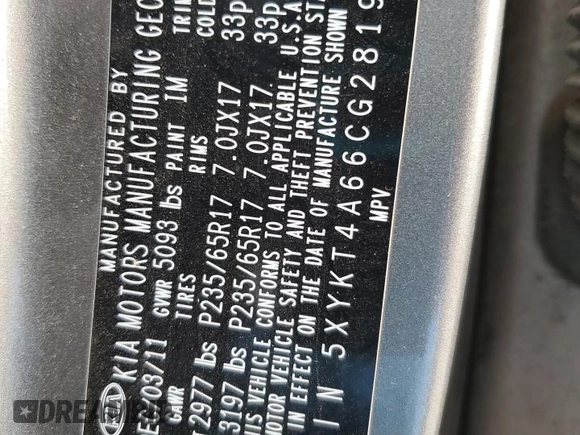 MANUFACTURED BY
KIA MOTORS MANUFACTURING GEO
03/11 GVWR 5093 lbs PAINT IM TRIM
GAWR TIRES RIMS COLD
2977 lbs P235/65R17 7.0JX17 33p
3197 lbs P235/65R17 7.0JX17 33p
THIS VEHICLE CONFORMS TO ALL APPLICABLE U.S.A
MOTOR VEHICLE SAFETY AND THEFT PREVENTION STA
IN EFFECT ON THE DATE OF MANUFACTURE SHOWN
IN 5XYKT4A66CG2819
MPV
DREAM